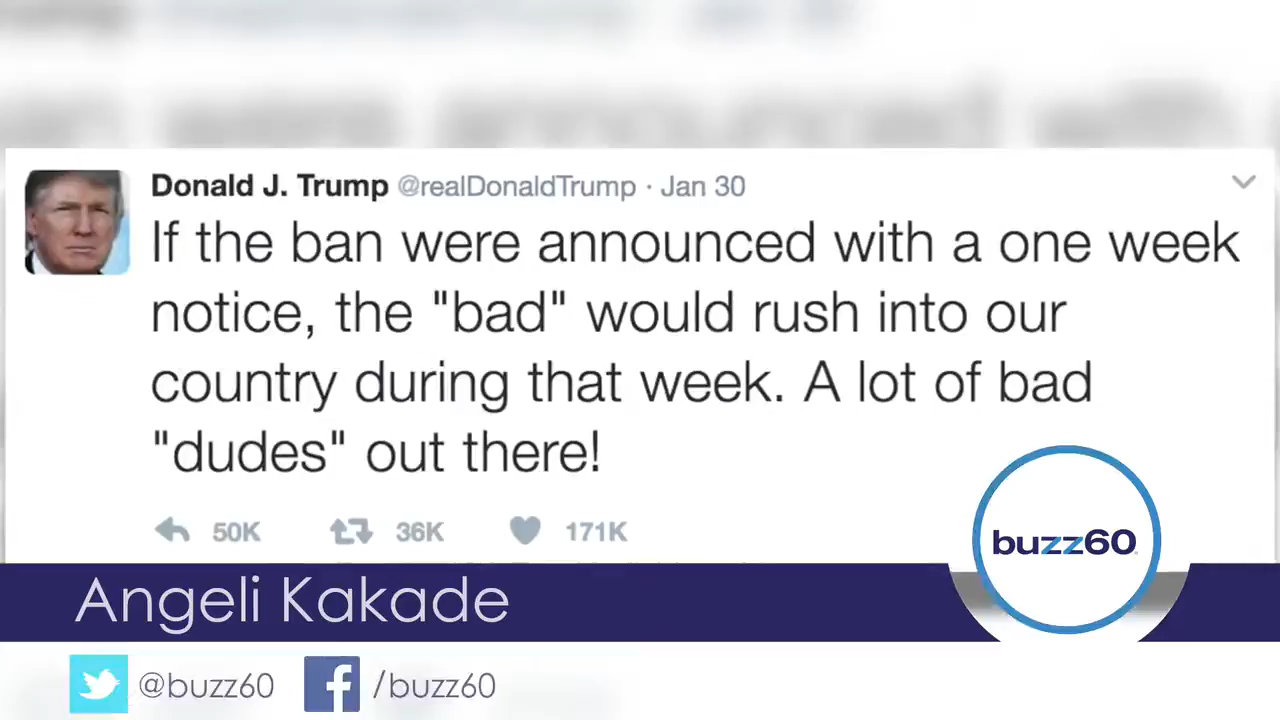 Donald J. Trump @realDonaldTrump · Jan 30
If the ban were announced with a one week
notice, the "bad" would rush into our
country during that week. A lot of bad
"dudes" out there!
50K 36K 171K
buzz60
Angeli Kakade
@buzz60 /buzz60